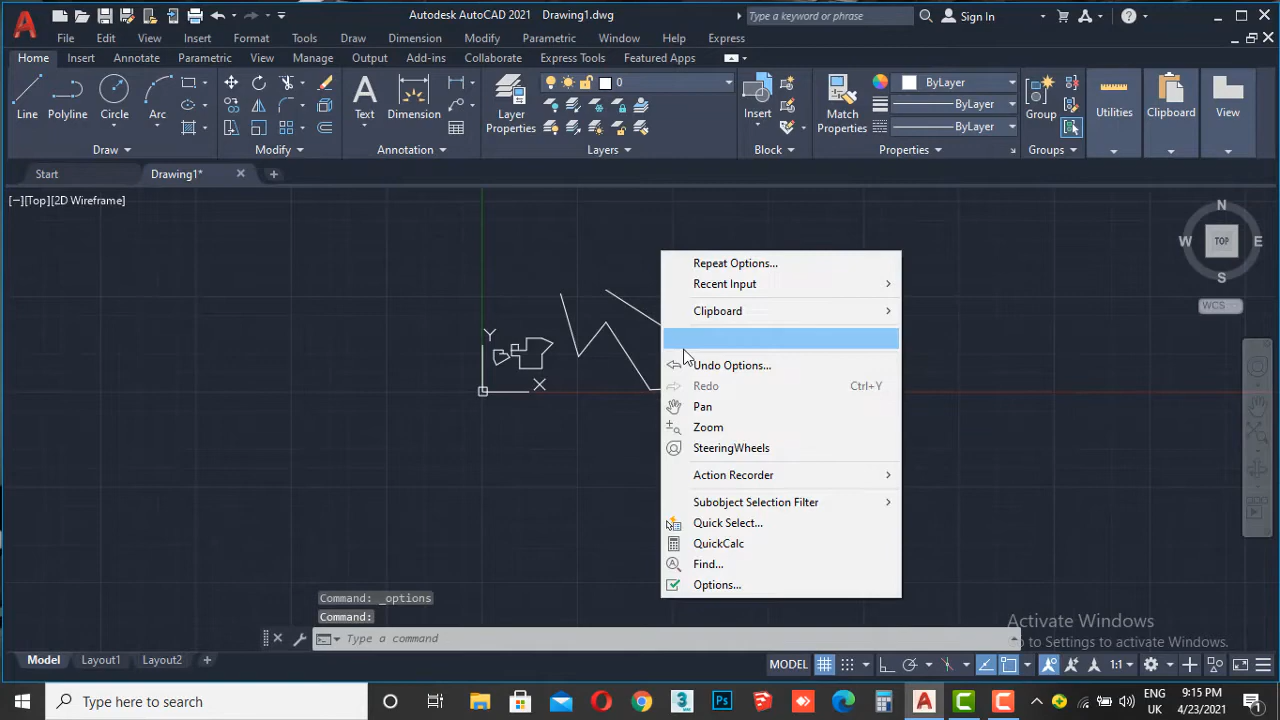 Autodesk AutoCAD 2021 Drawing1.dwg
Type a keyword or phrase
Sign In
File Edit View Insert Format Tools Draw Dimension Modify Parametric Window Help Express
Home Insert Annotate Parametric View Manage Output Add-ins Collaborate Express Tools Featured Apps
0
ByLayer
ByLayer
ByLayer
Line Polyline Circle Arc Text Dimension Layer Properties Insert Match Properties Group Utilities Clipboard View
Draw Modify Annotation Layers Block Properties Groups
Start Drawing1*
[−][Top][2D Wireframe]
N
W TOP E
S
WCS
Y
X
Repeat Options...
Recent Input
Clipboard
Undo Options...
Redo Ctrl+Y
Pan
Zoom
SteeringWheels
Action Recorder
Subobject Selection Filter
Quick Select...
QuickCalc
Find...
Options...
Command: _options
Command:
Type a command
Activate Windows
o to Settings to activate Windows.
Model Layout1 Layout2
MODEL 1:1
Type here to search
3
Ps
ENG
UK
9:15 PM
4/23/2021
1